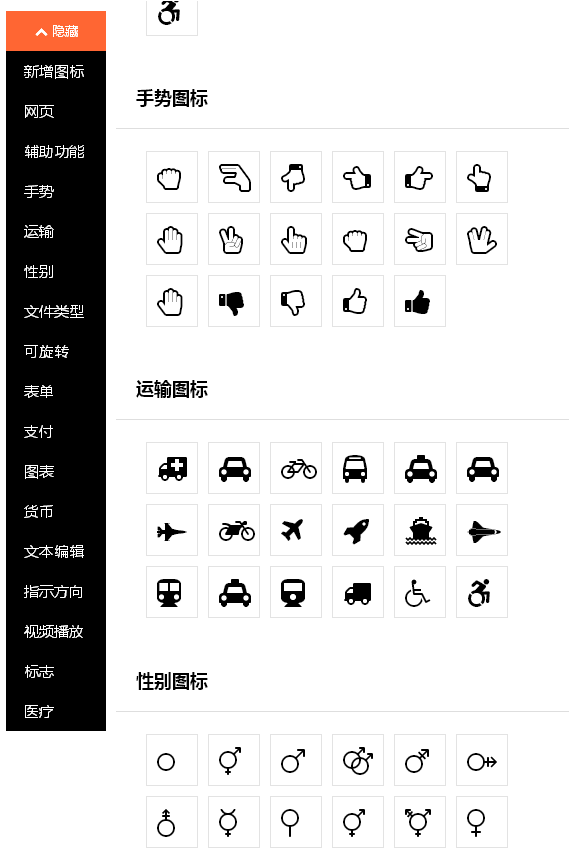 隐藏
新增图标
网页
辅助功能
手势
运输
性别
文件类型
可旋转
表单
支付
图表
货币
文本编辑
指示方向
视频播放
标志
医疗
手势图标
运输图标
性别图标